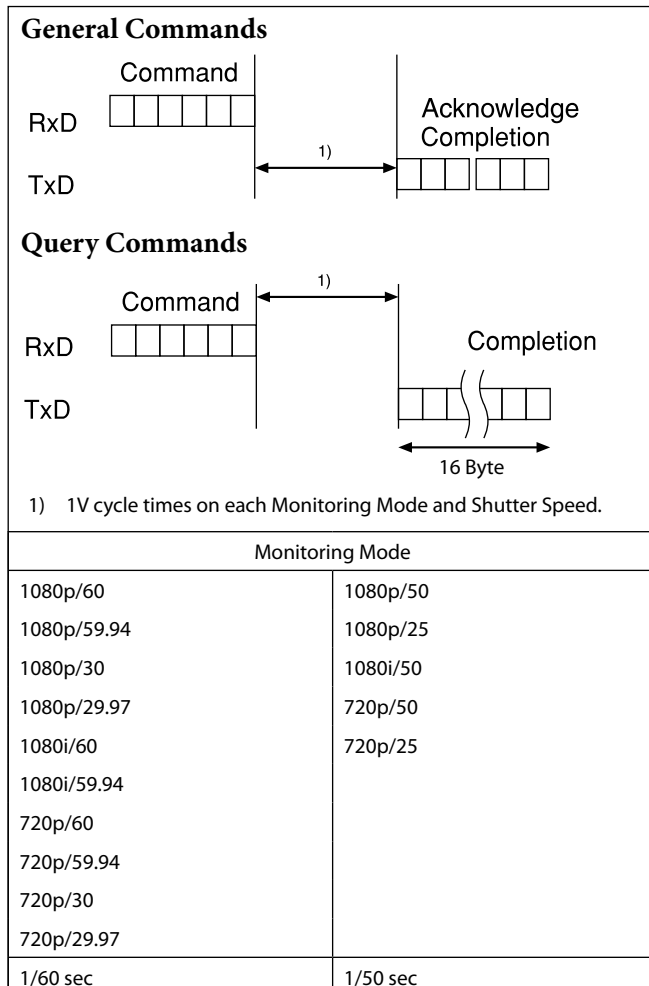 General Commands
Command
RxD
Acknowledge
Completion
1)
TxD
Query Commands
1)
Command
RxD
Completion
TxD
16 Byte
1) 1V cycle times on each Monitoring Mode and Shutter Speed.
Monitoring Mode
1080p/60 1080p/50
1080p/59.94 1080p/25
1080p/30 1080i/50
1080p/29.97 720p/50
1080i/60 720p/25
1080i/59.94
720p/60
720p/59.94
720p/30
720p/29.97
1/60 sec 1/50 sec